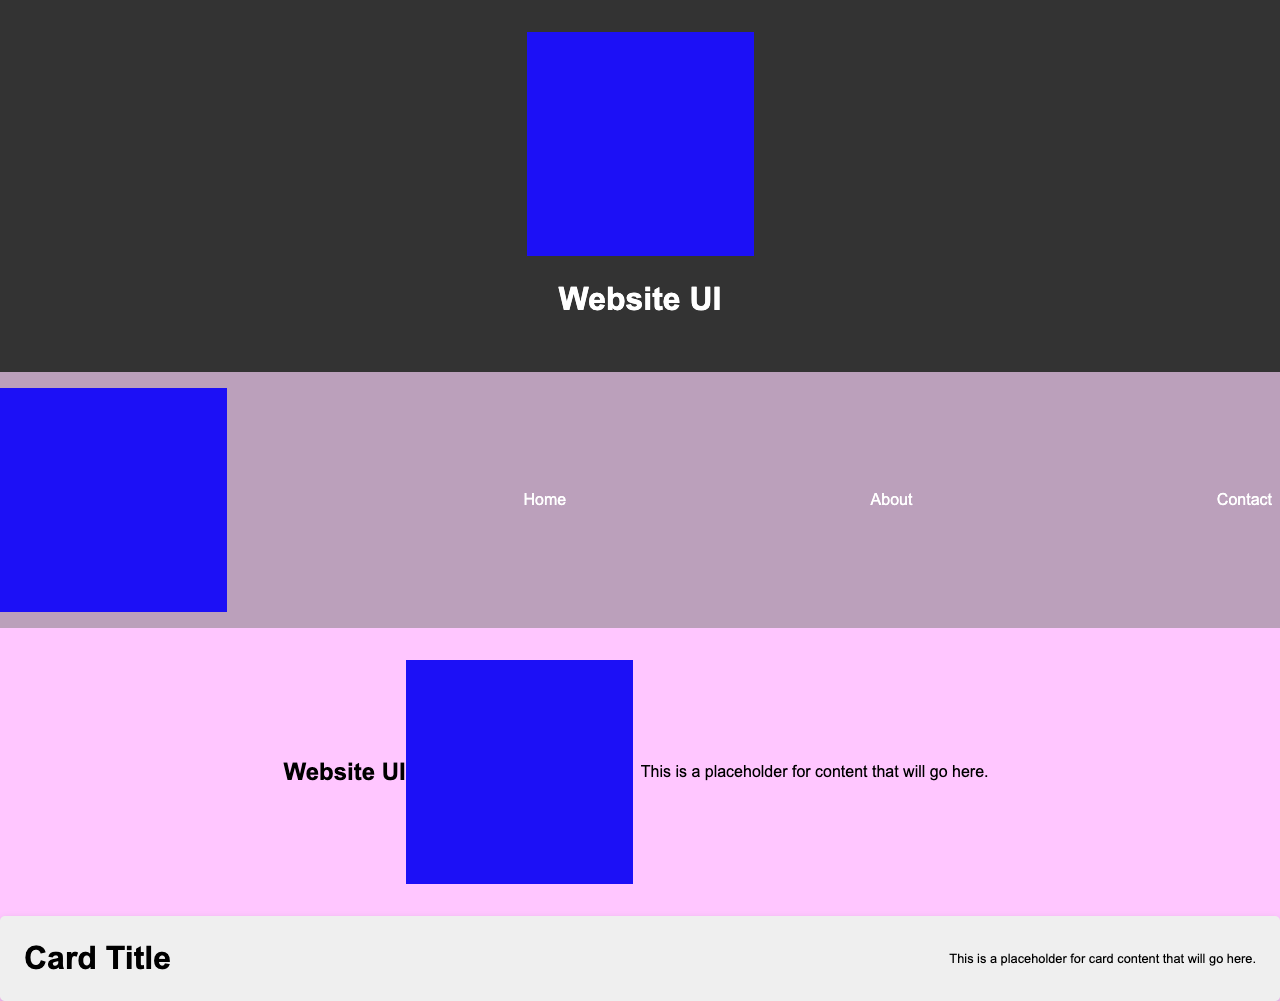 Website UI
Home About Contact
Website UI This is a placeholder for content that will go here.
Card Title This is a placeholder for card content that will go here.